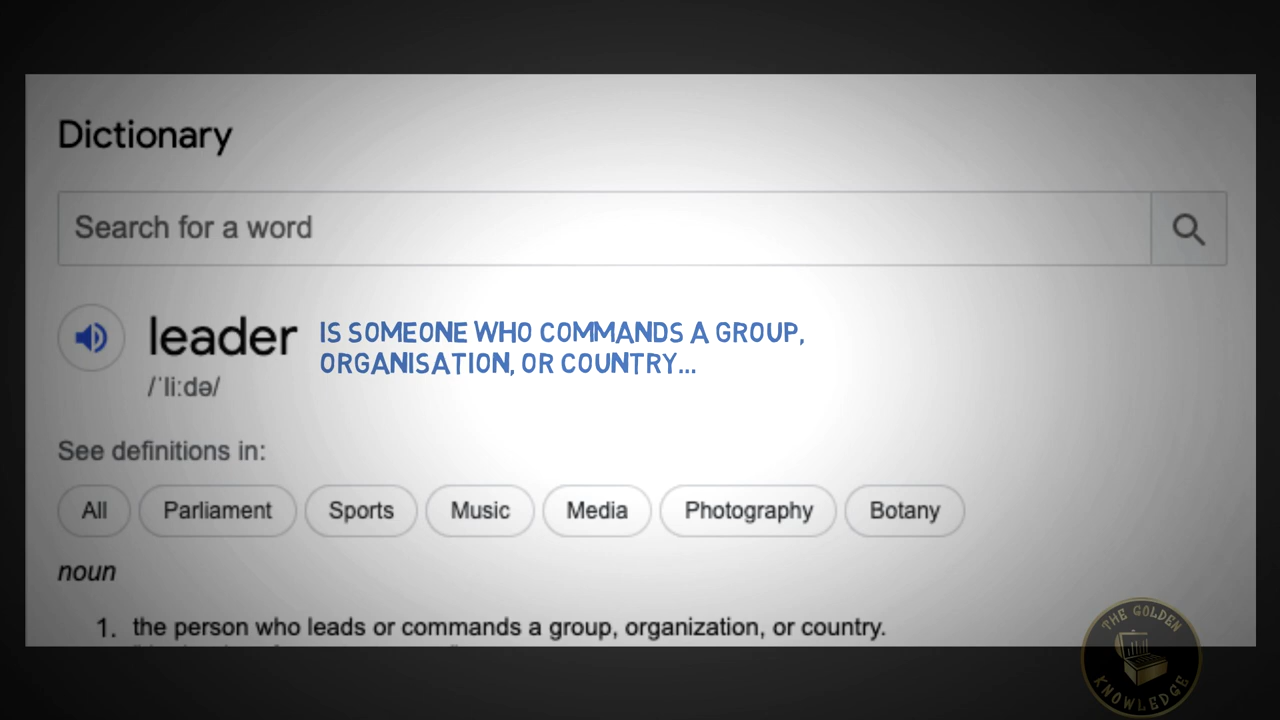 Dictionary
Search for a word
leader IS SOMEONE WHO COMMANDS A GROUP,
ORGANISATION, OR COUNTRY...
/ˈliːdə/
See definitions in:
All Parliament Sports Music Media Photography Botany
noun
1. the person who leads or commands a group, organization, or country.
THE GOLDEN
KNOWLEDGE